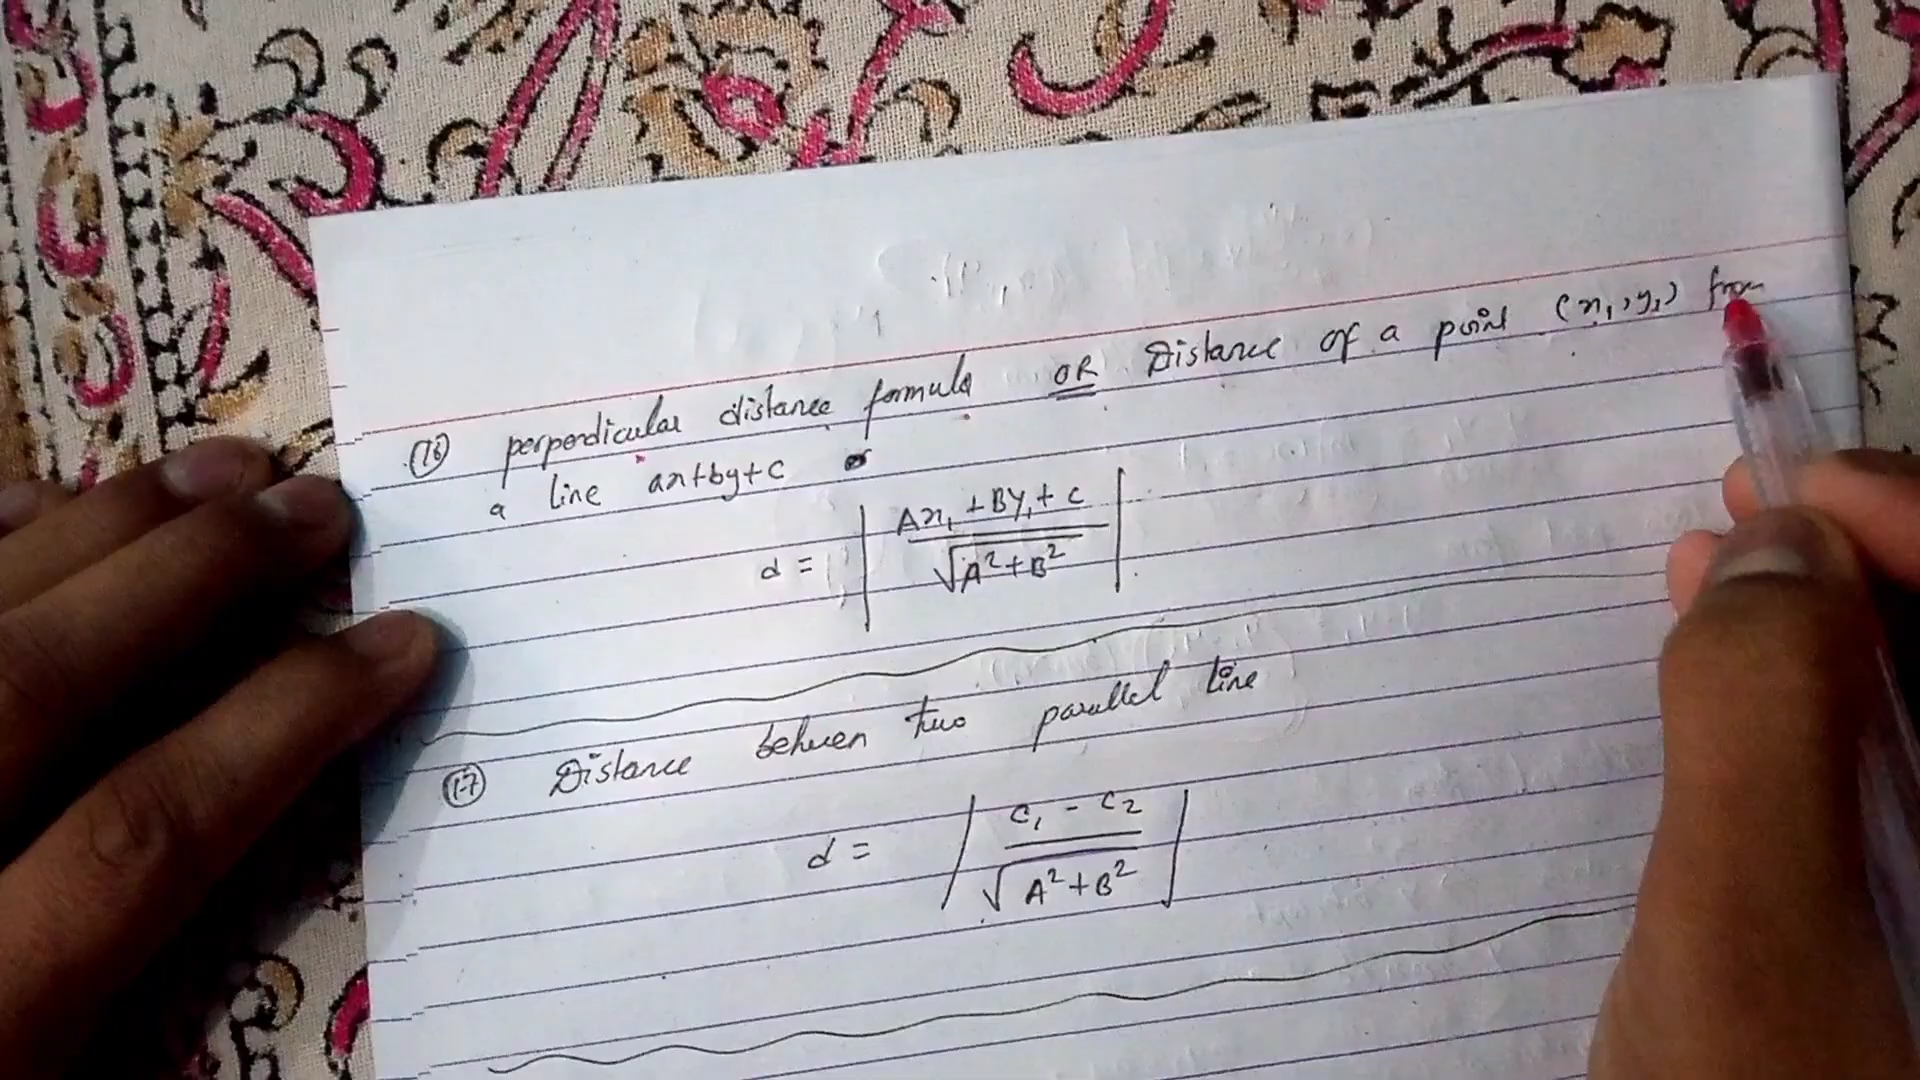 (16) perpendicular distance formula OR Distance of a point (x₁, y₁) from
a line ax+by+c or
d = | Ax₁ + By₁ + c / √A² + B² |
(17) Distance between two parallel line
d = | c₁ - c₂ / √A² + B² |